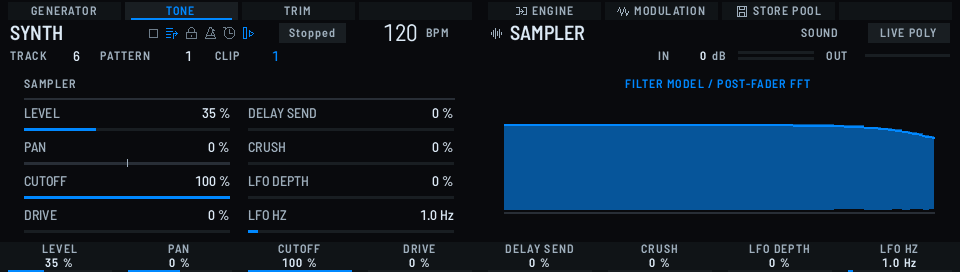 GENERATOR TONE TRIM ENGINE MODULATION STORE POOL
SYNTH Stopped 120 BPM SAMPLER SOUND LIVE POLY
TRACK 6 PATTERN 1 CLIP 1 IN 0 dB OUT
SAMPLER FILTER MODEL / POST-FADER FFT
LEVEL 35 % DELAY SEND 0 %
PAN 0 % CRUSH 0 %
CUTOFF 100 % LFO DEPTH 0 %
DRIVE 0 % LFO HZ 1.0 Hz
LEVEL PAN CUTOFF DRIVE DELAY SEND CRUSH LFO DEPTH LFO HZ
35 % 0 % 100 % 0 % 0 % 0 % 0 % 1.0 Hz